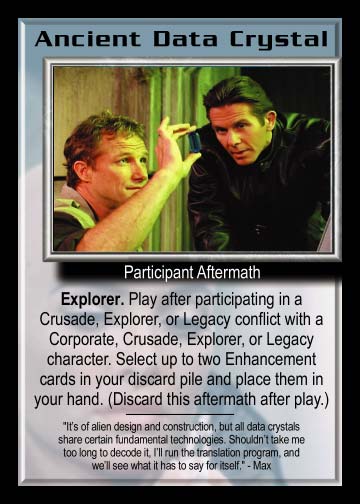 Ancient Data Crystal
Participant Aftermath
Explorer. Play after participating in a
Crusade, Explorer, or Legacy conflict with a
Corporate, Crusade, Explorer, or Legacy
character. Select up to two Enhancement
cards in your discard pile and place them in
your hand. (Discard this aftermath after play.)
"It's of alien design and construction, but all data crystals
share certain fundamental technologies. Shouldn't take me
too long to decode it, I'll run the translation program, and
we'll see what it has to say for itself." - Max